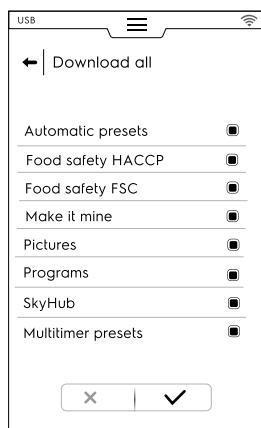 USB
Download all
Automatic presets
Food safety HACCP
Food safety FSC
Make it mine
Pictures
Programs
SkyHub
Multitimer presets